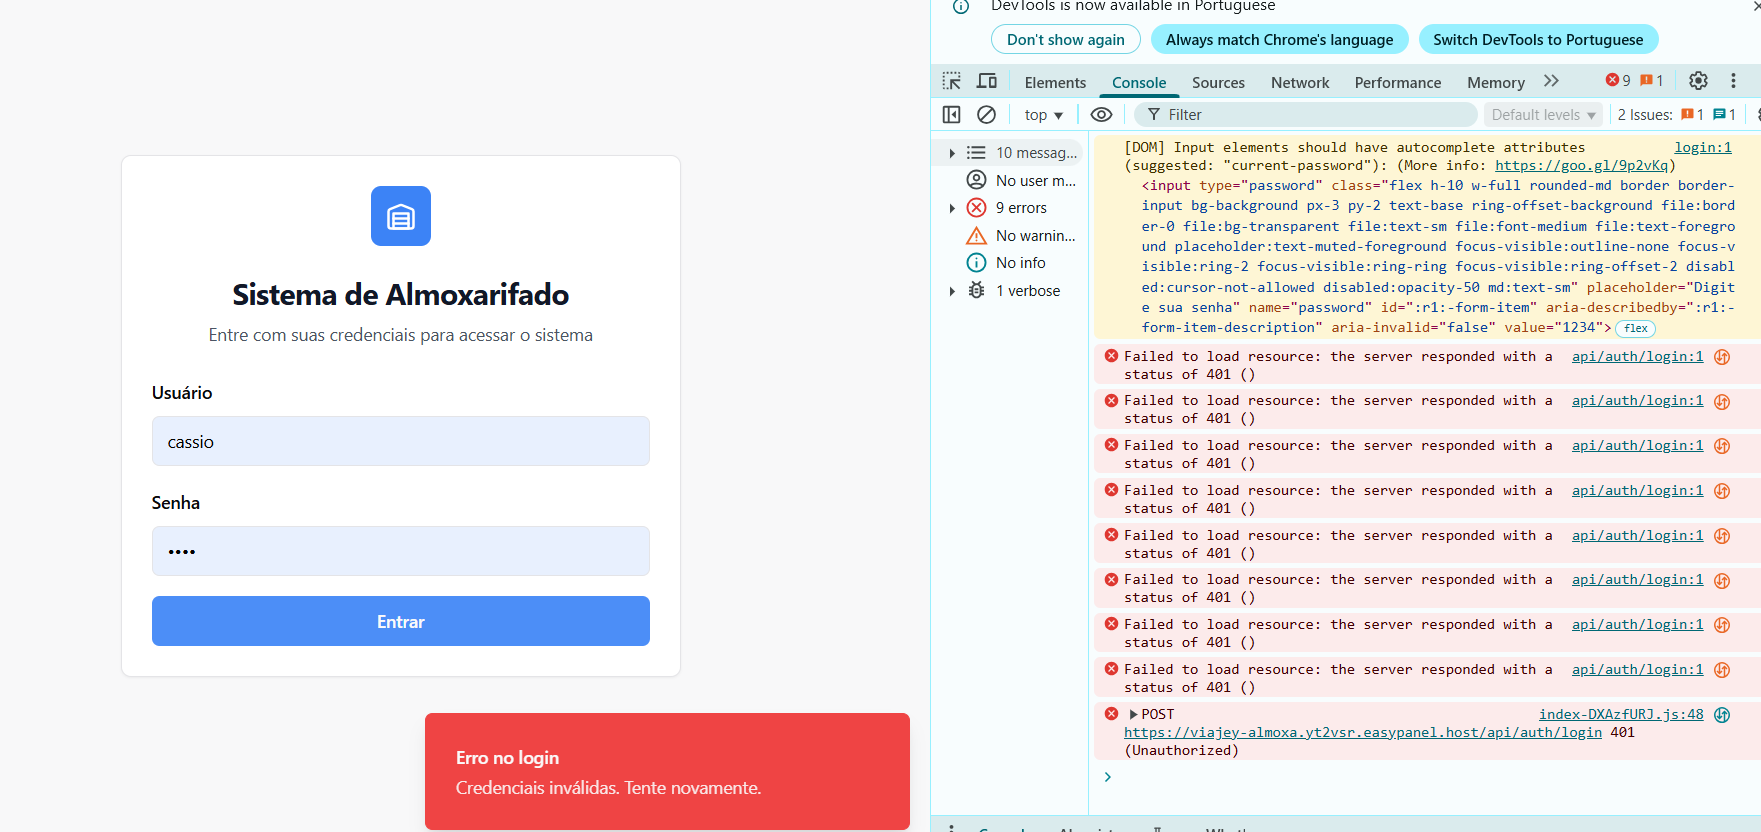 Sistema de Almoxarifado
Entre com suas credenciais para acessar o sistema
Usuário
cassio
Senha
••••
Entrar
Erro no login
Credenciais inválidas. Tente novamente.
DevTools is now available in Portuguese
Don't show again
Always match Chrome's language
Switch DevTools to Portuguese
Elements Console Sources Network Performance Memory 9 1
top Filter Default levels 2 Issues: 1 1
10 messag...
No user m...
9 errors
No warnin...
No info
1 verbose
[DOM] Input elements should have autocomplete attributes login:1
(suggested: "current-password"): (More info: https://goo.gl/9p2vKq)
<input type="password" class="flex h-10 w-full rounded-md border border-
input bg-background px-3 py-2 text-base ring-offset-background file:bord
er-0 file:bg-transparent file:text-sm file:font-medium file:text-foregro
und placeholder:text-muted-foreground focus-visible:outline-none focus-v
isible:ring-2 focus-visible:ring-ring focus-visible:ring-offset-2 disabl
ed:cursor-not-allowed disabled:opacity-50 md:text-sm" placeholder="Digit
e sua senha" name="password" id=":r1:-form-item" aria-describedby=":r1:-
form-item-description" aria-invalid="false" value="1234"> flex
Failed to load resource: the server responded with a api/auth/login:1
status of 401 ()
Failed to load resource: the server responded with a api/auth/login:1
status of 401 ()
Failed to load resource: the server responded with a api/auth/login:1
status of 401 ()
Failed to load resource: the server responded with a api/auth/login:1
status of 401 ()
Failed to load resource: the server responded with a api/auth/login:1
status of 401 ()
Failed to load resource: the server responded with a api/auth/login:1
status of 401 ()
Failed to load resource: the server responded with a api/auth/login:1
status of 401 ()
Failed to load resource: the server responded with a api/auth/login:1
status of 401 ()
POST index-DXAzfURJ.js:48
https://viajey-almoxa.yt2vsr.easypanel.host/api/auth/login 401
(Unauthorized)